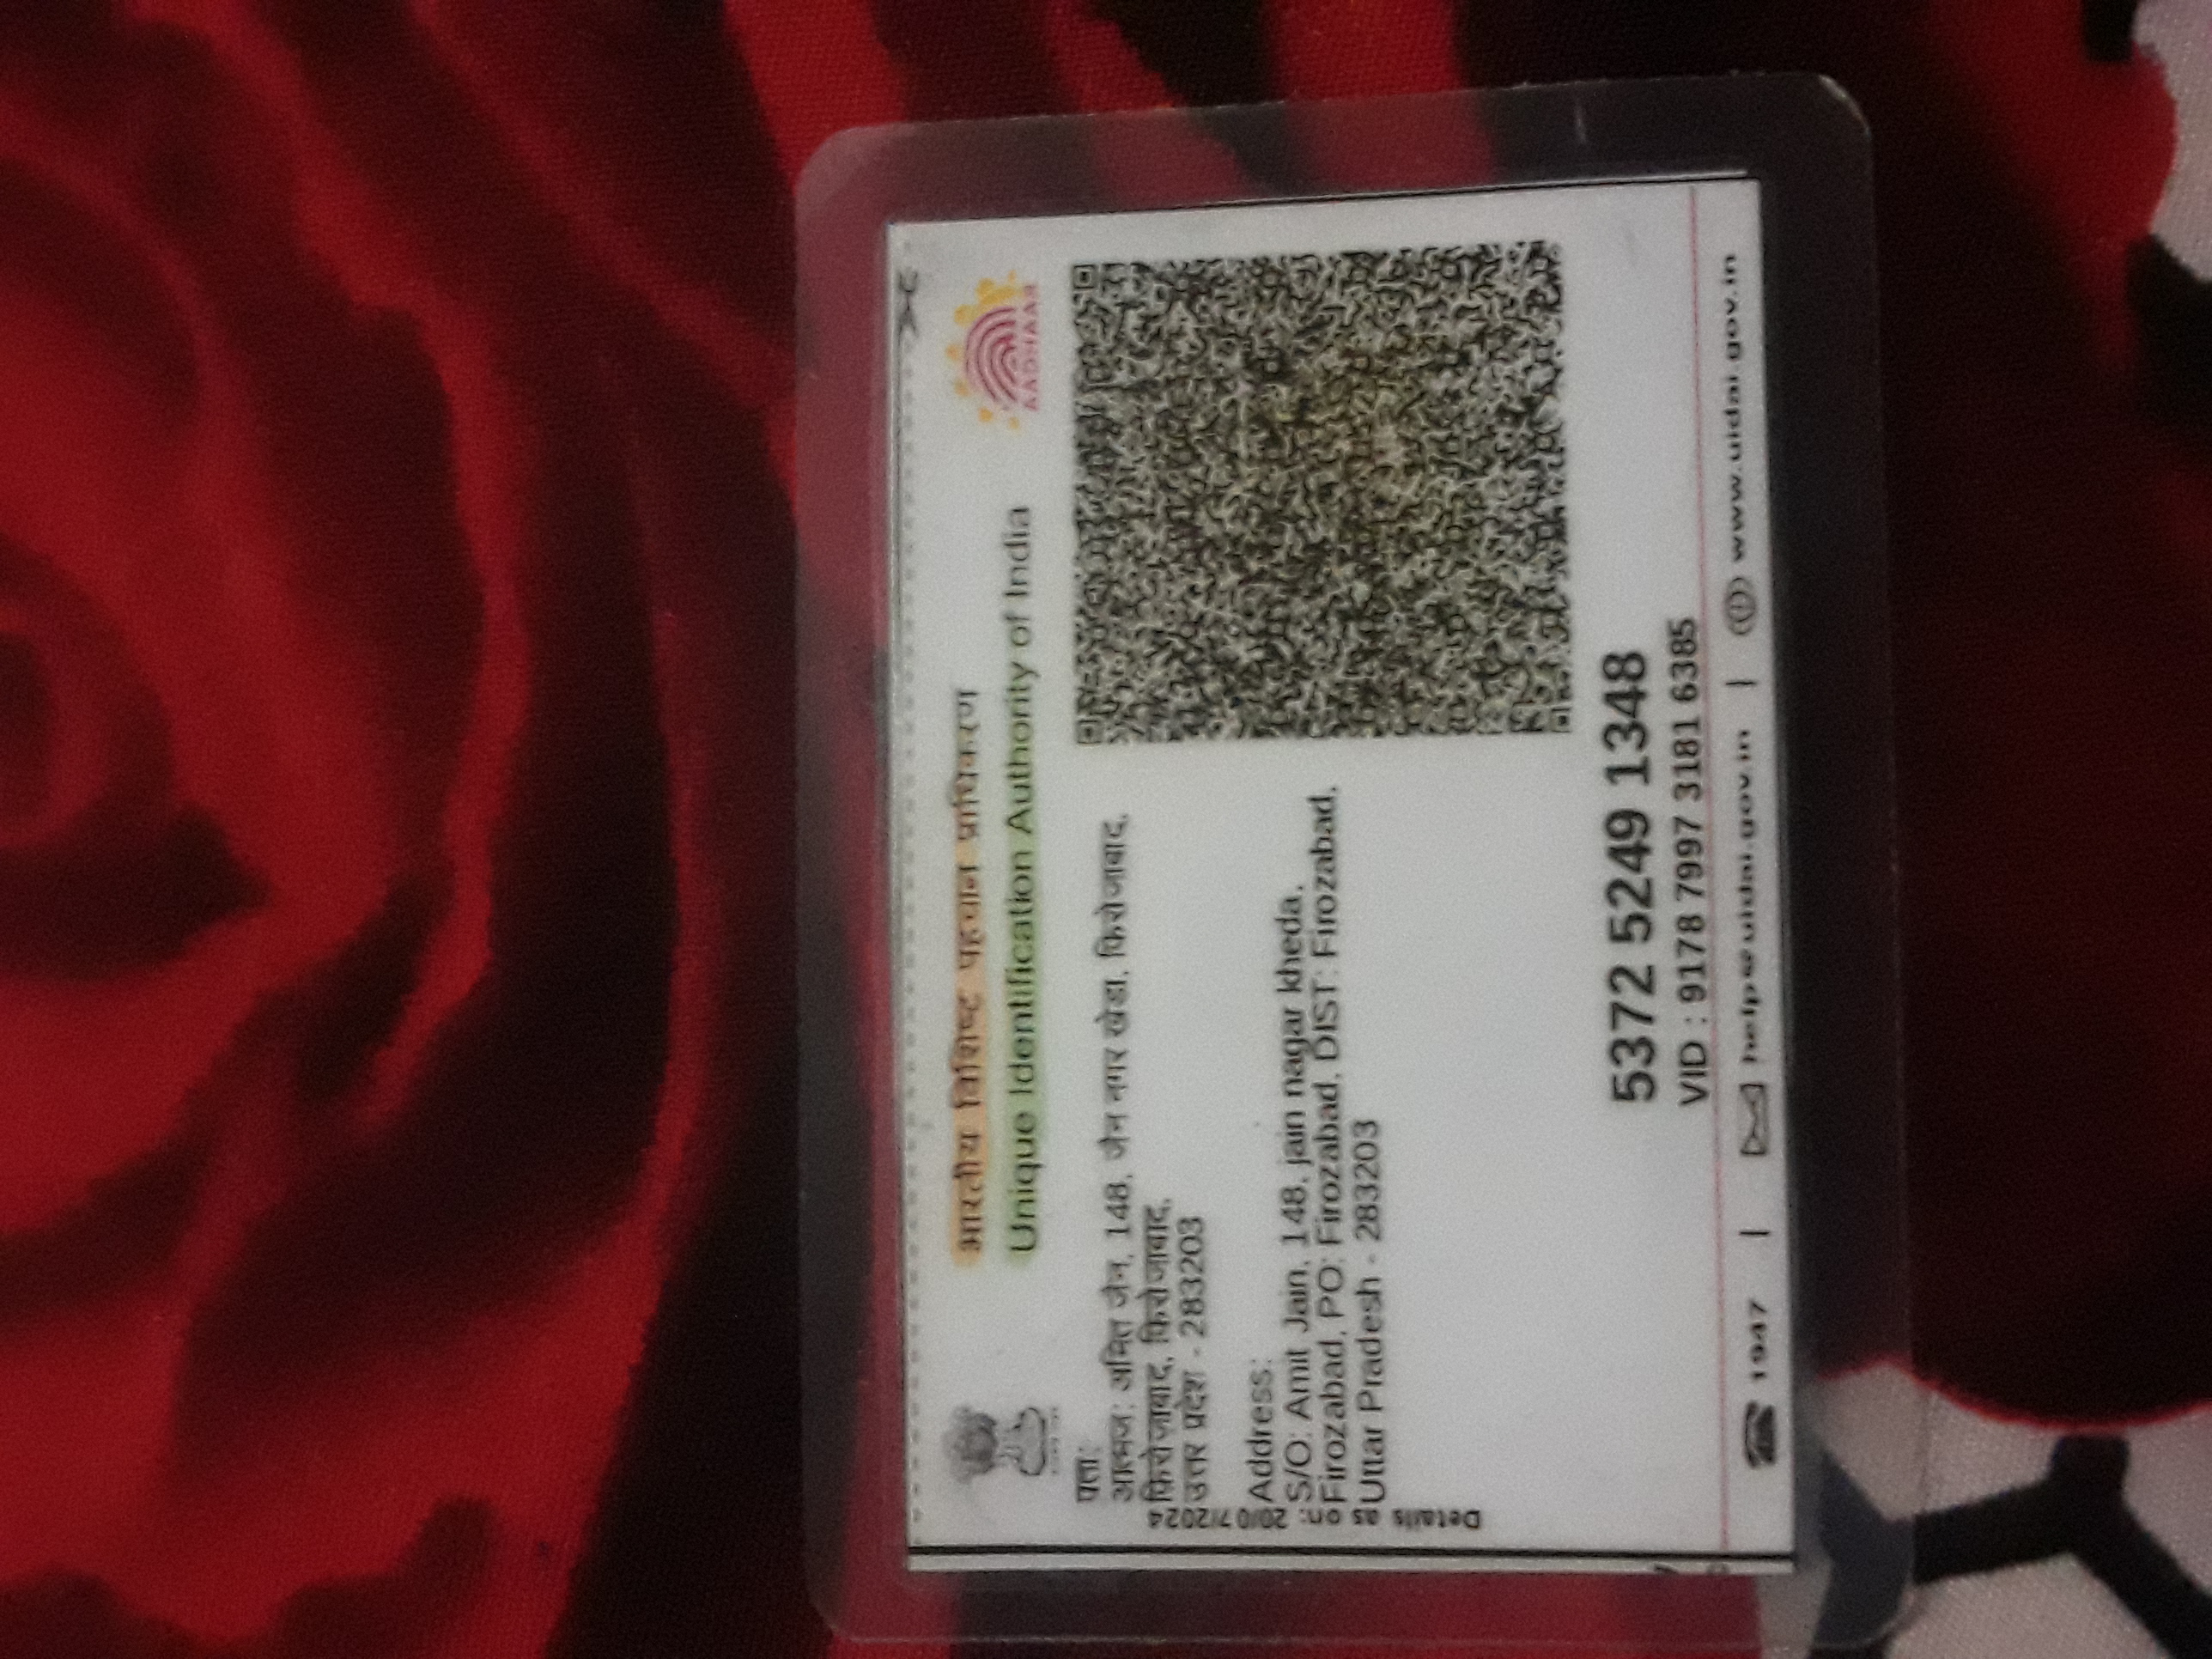 भारतीय विशिष्ट पहचान प्राधिकरण
Unique Identification Authority of India
AADHAAR
पता:
आत्मज: अमित जैन, 148, जैन नगर खेडा, फिरोजाबाद,
फिरोजाबाद, फिरोजाबाद,
उत्तर प्रदेश - 283203
Address:
S/O: Amit Jain, 148, jain nagar kheda,
Firozabad, PO: Firozabad, DIST: Firozabad,
Uttar Pradesh - 283203
Details as on: 20/07/2024
5372 5249 1348
VID : 9178 7997 3181 6385
1947 | help@uidai.gov.in | www.uidai.gov.in